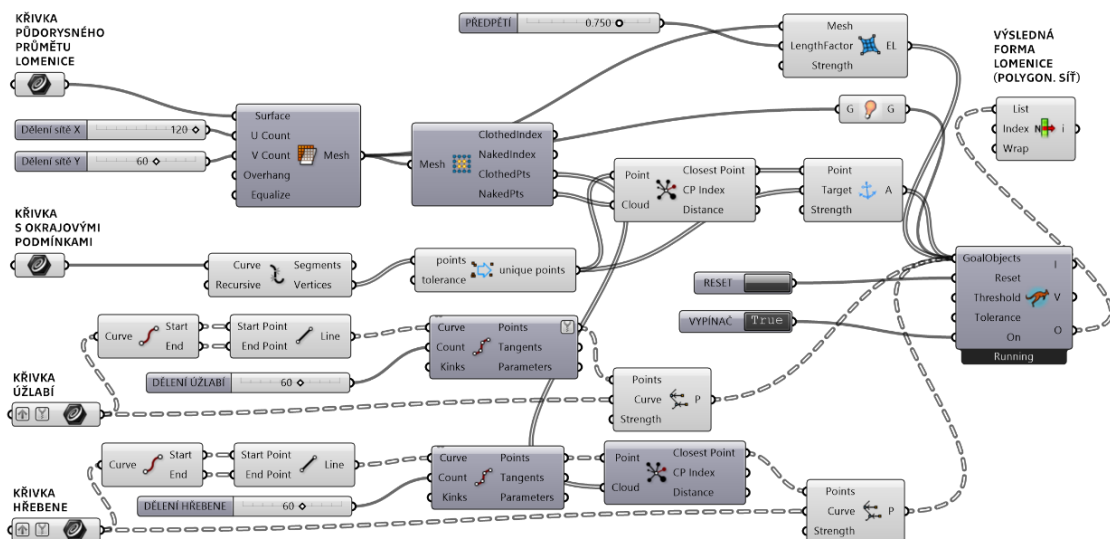 KŘIVKA
PŮDORYSNÉHO
PRŮMĚTU
LOMENICE
Dělení sítě X 120
Dělení sítě Y 60
Surface
U Count
V Count
Overhang
Equalize
Mesh
PŘEDPĚTÍ 0.750
Mesh
LengthFactor
Strength
EL
G G
Mesh
ClothedIndex
NakedIndex
ClothedPts
NakedPts
Point
Cloud
Closest Point
CP Index
Distance
Point
Target
Strength
A
VÝSLEDNÁ
FORMA
LOMENICE
(POLYGON. SÍŤ)
List
Index
Wrap
N
i
KŘIVKA
S OKRAJOVÝMI
PODMÍNKAMI
Curve
Recursive
Segments
Vertices
points
tolerance
unique points
RESET
VYPÍNAČ True
GoalObjects
Reset
Threshold
Tolerance
On
I
V
O
Running
Curve
Start
End
Start Point
End Point
Line
DĚLENÍ ÚŽLABÍ 60
Curve
Count
Kinks
Points
Tangents
Parameters
KŘIVKA
ÚŽLABÍ
Points
Curve
Strength
P
Curve
Start
End
Start Point
End Point
Line
DĚLENÍ HŘEBENE 60
Curve
Count
Kinks
Points
Tangents
Parameters
Point
Cloud
Closest Point
CP Index
Distance
KŘIVKA
HŘEBENE
Points
Curve
Strength
P